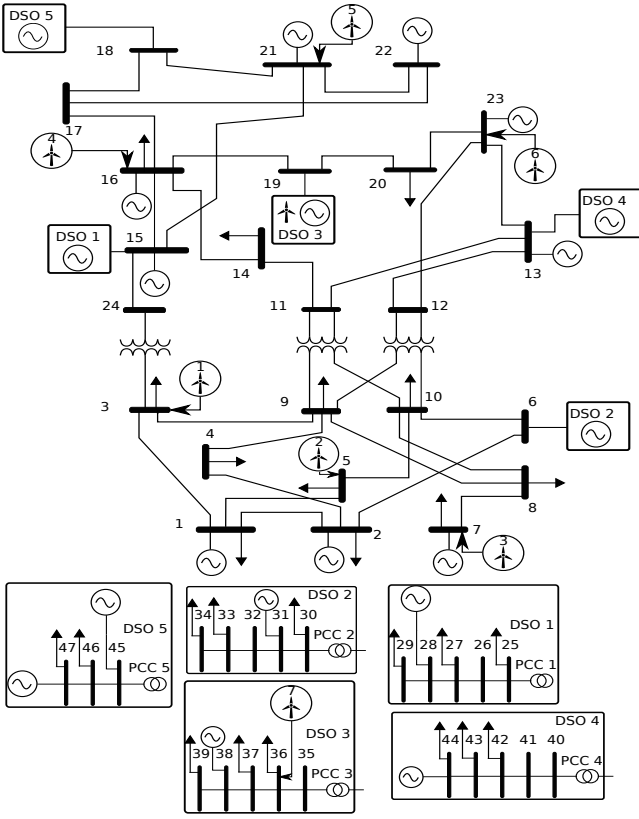 DSO 5
5
18
21
22
17
23
4
16
6
19
20
DSO 4
DSO 3
DSO 1
15
14
13
24
11
12
1
3
9
10
6
DSO 2
4
2
5
8
1
2
7
3
DSO 5
47 46 45
PCC 5
DSO 2
34 33 32 31 30
PCC 2
DSO 1
29 28 27 26 25
PCC 1
7
DSO 3
39 38 37 36 35
PCC 3
DSO 4
44 43 42 41 40
PCC 4